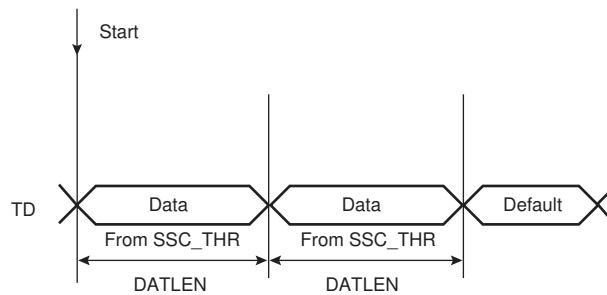 Start
TD
Data
Data
Default
From SSC_THR
From SSC_THR
DATLEN
DATLEN